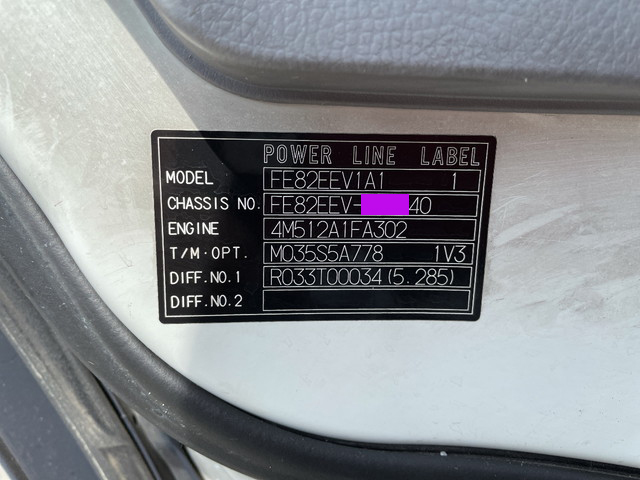 POWER LINE LABEL
MODEL FE82EEV1A1 1
CHASSIS NO. FE82EEV- 40
ENGINE 4M512A1FA302
T/M·OPT. M035S5A778 1V3
DIFF.NO.1 R033T00034(5.285)
DIFF.NO.2